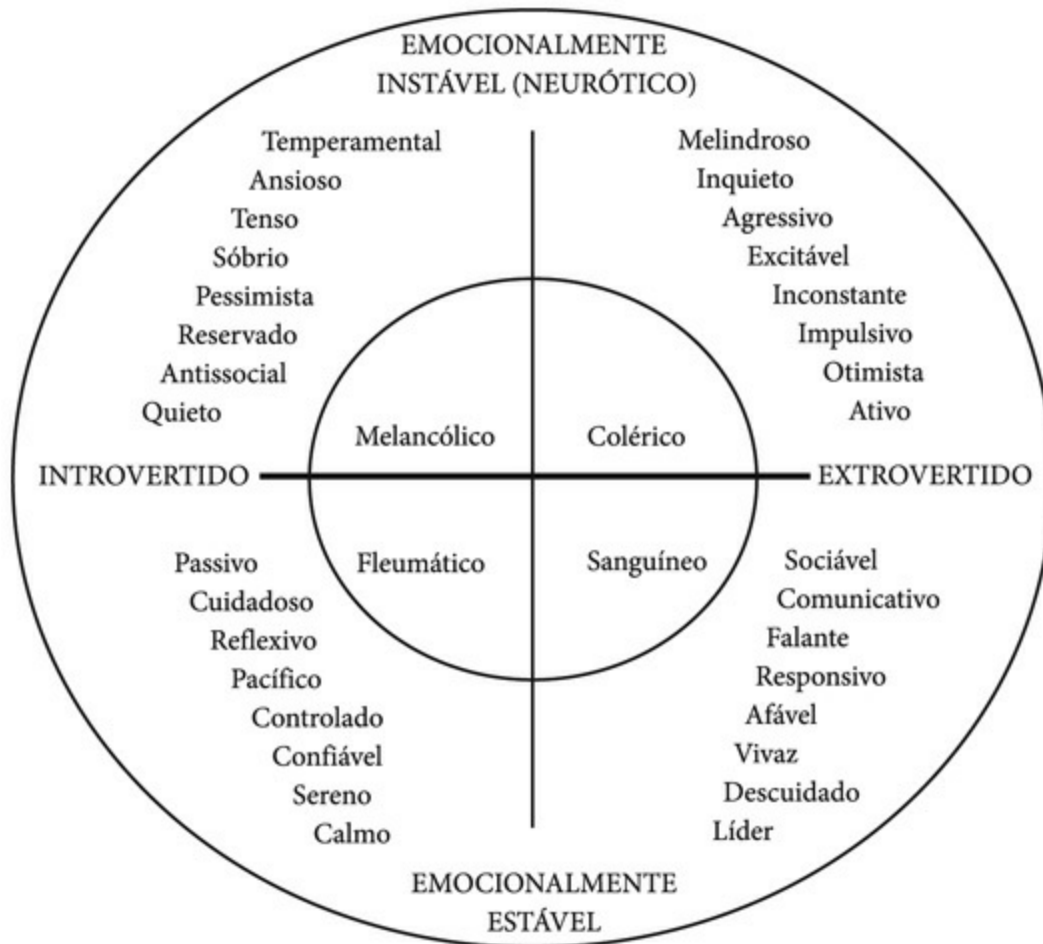 EMOCIONALMENTE
INSTÁVEL (NEURÓTICO)
Temperamental
Ansioso
Tenso
Sóbrio
Pessimista
Reservado
Antissocial
Quieto
Melindroso
Inquieto
Agressivo
Excitável
Inconstante
Impulsivo
Otimista
Ativo
Melancólico
Colérico
INTROVERTIDO
EXTROVERTIDO
Fleumático
Sanguíneo
Passivo
Cuidadoso
Reflexivo
Pacífico
Controlado
Confiável
Sereno
Calmo
Sociável
Comunicativo
Falante
Responsivo
Afável
Vivaz
Descuidado
Líder
EMOCIONALMENTE
ESTÁVEL